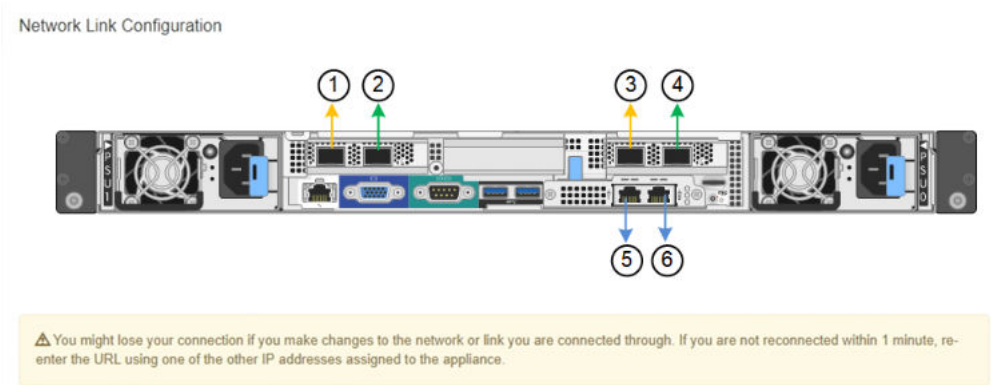 Network Link Configuration
1
2
3
4
PSU1
PSU0
5
6
You might lose your connection if you make changes to the network or link you are connected through. If you are not reconnected within 1 minute, re-
enter the URL using one of the other IP addresses assigned to the appliance.